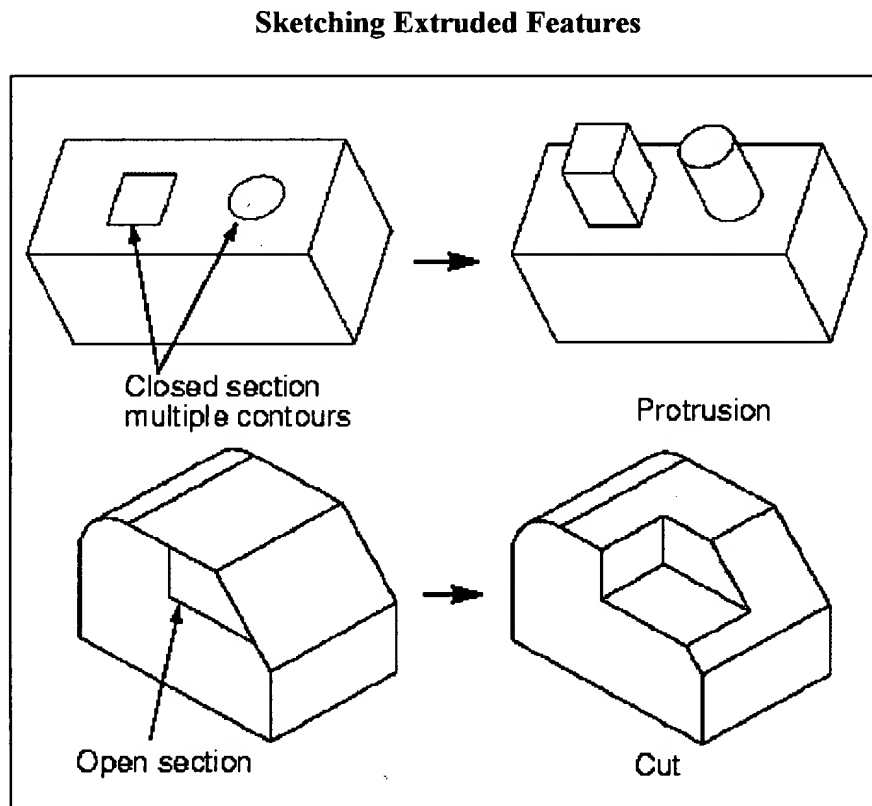 Sketching Extruded Features
Closed section
multiple contours
Protrusion
Open section
Cut